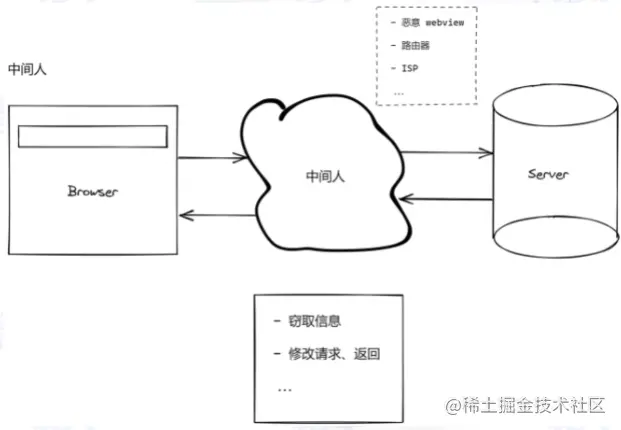 - 恶意 webview
- 路由器
- ISP
...
中间人
Browser
中间人
Server
- 窃取信息
- 修改请求、返回
...
@稀土掘金技术社区